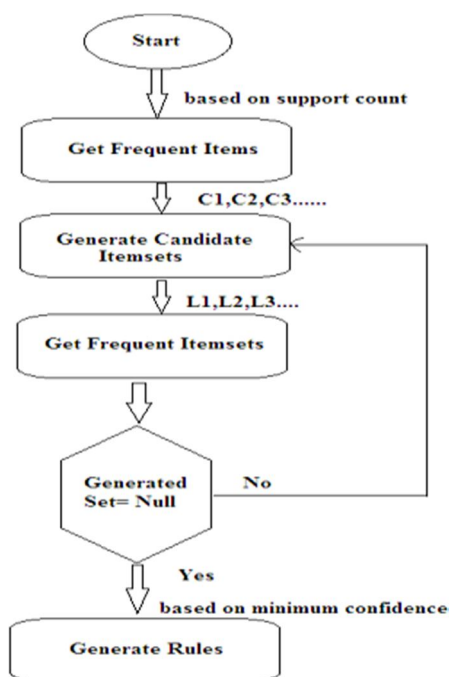 Start
based on support count
Get Frequent Items
C1,C2,C3......
Generate Candidate
Itemsets
L1,L2,L3....
Get Frequent Itemsets
Generated
Set= Null
No
Yes
based on minimum confidence
Generate Rules